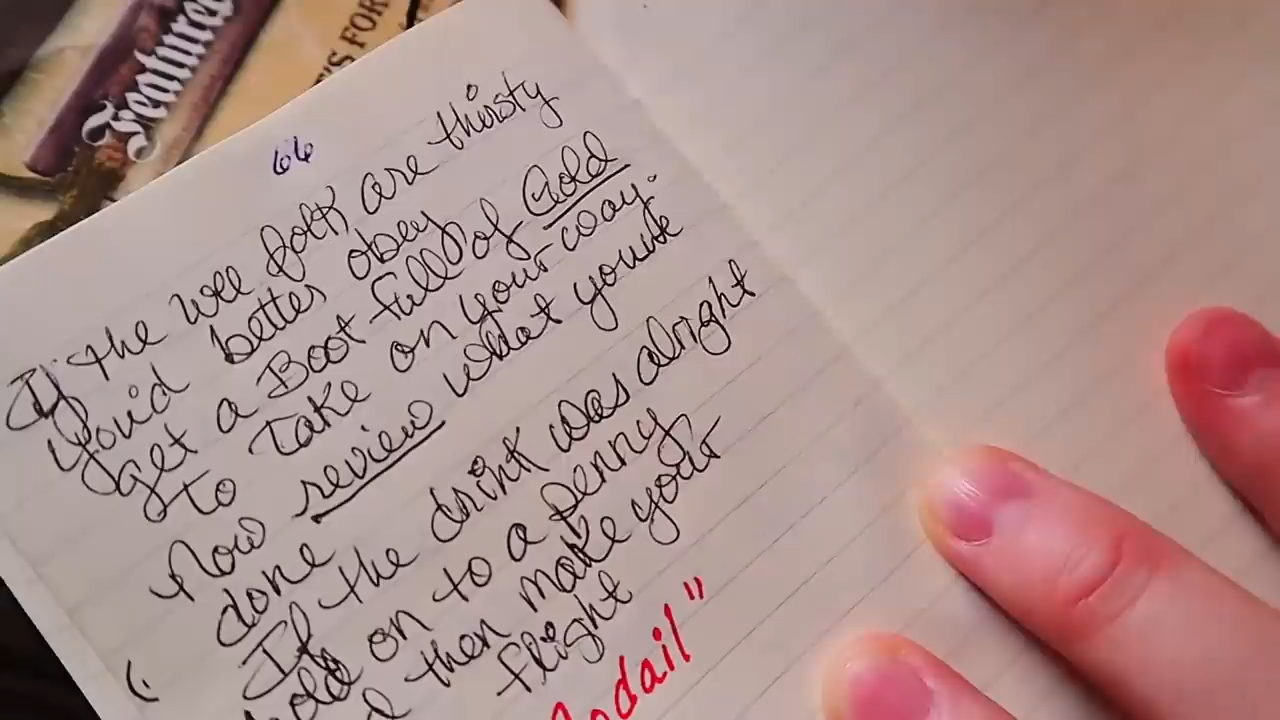 Featured
'S FOR
66
If the wee folk are thirsty
you'd better obey
get a Boot full of Gold
to take on your way.
Now review what you've
done
If the drink was alright
hold on to a penny
then make your
flight